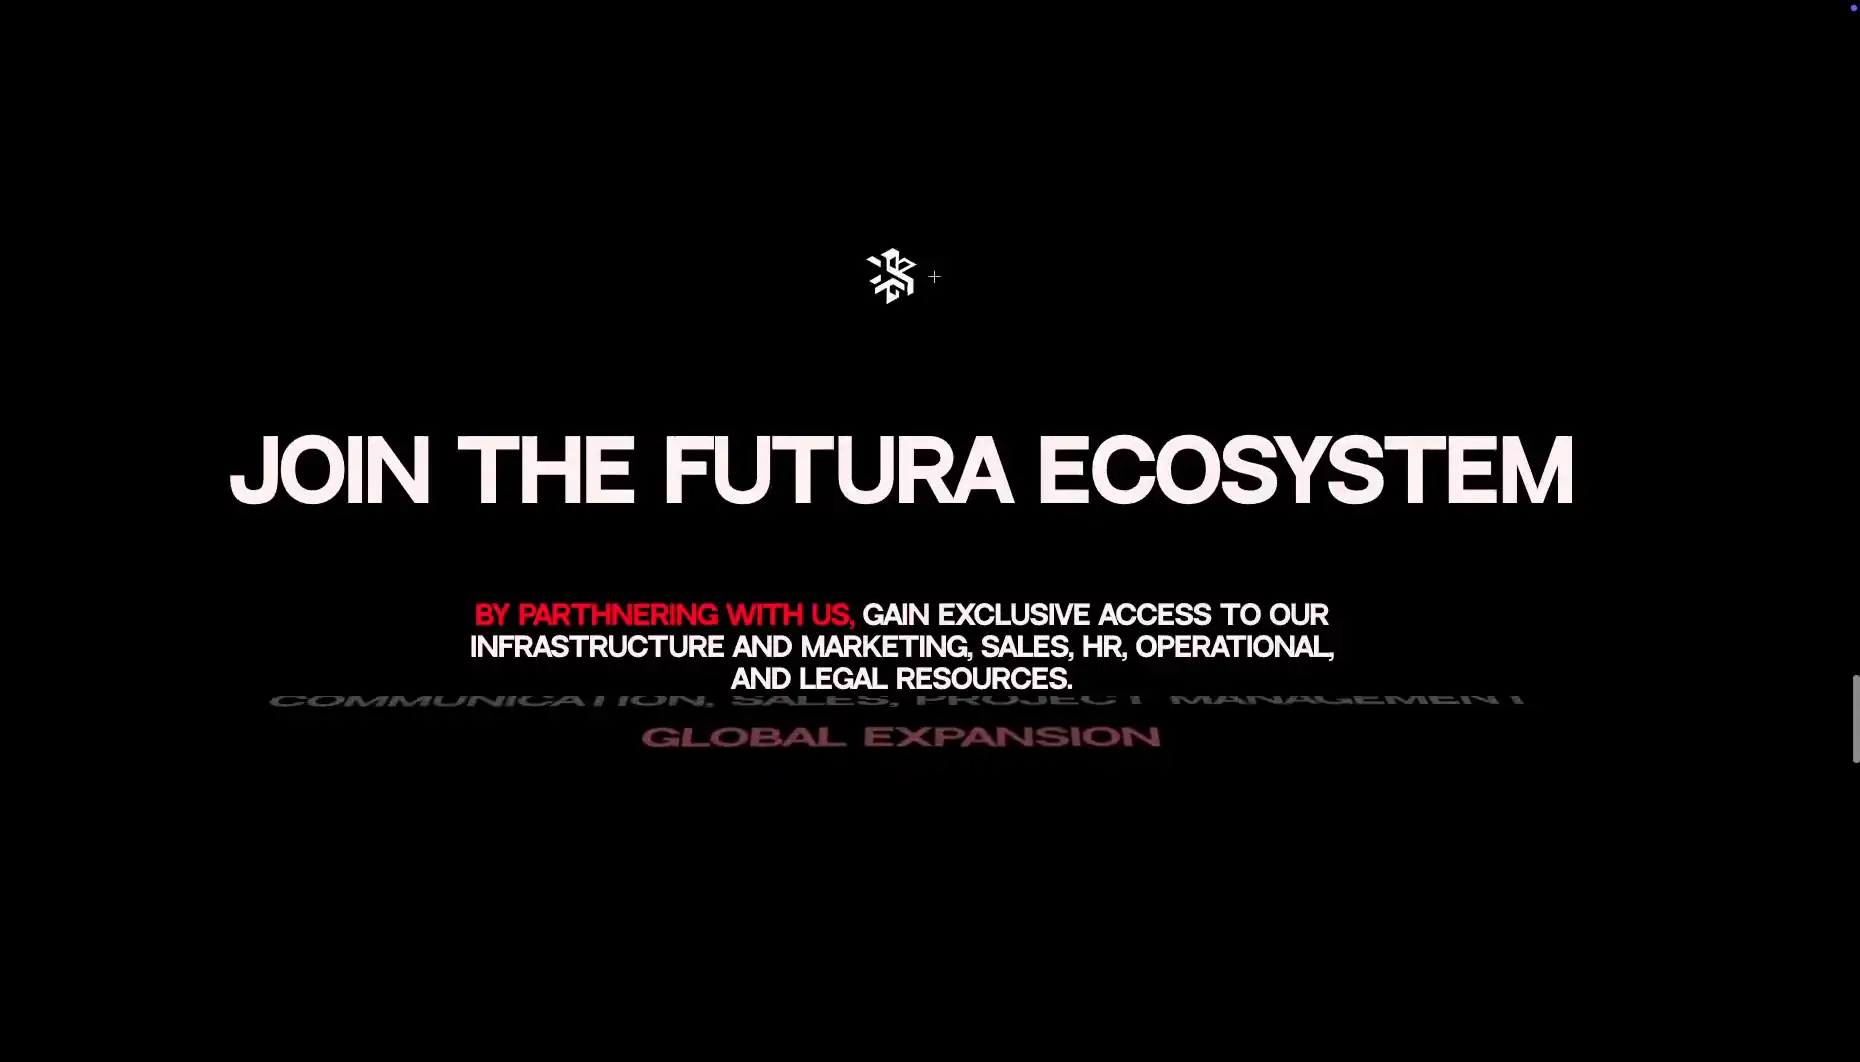 JOIN THE FUTURA ECOSYSTEM
BY PARTHNERING WITH US, GAIN EXCLUSIVE ACCESS TO OUR
INFRASTRUCTURE AND MARKETING, SALES, HR, OPERATIONAL,
AND LEGAL RESOURCES.
COMMUNICATION, SALES, PROJECT MANAGEMENT
GLOBAL EXPANSION